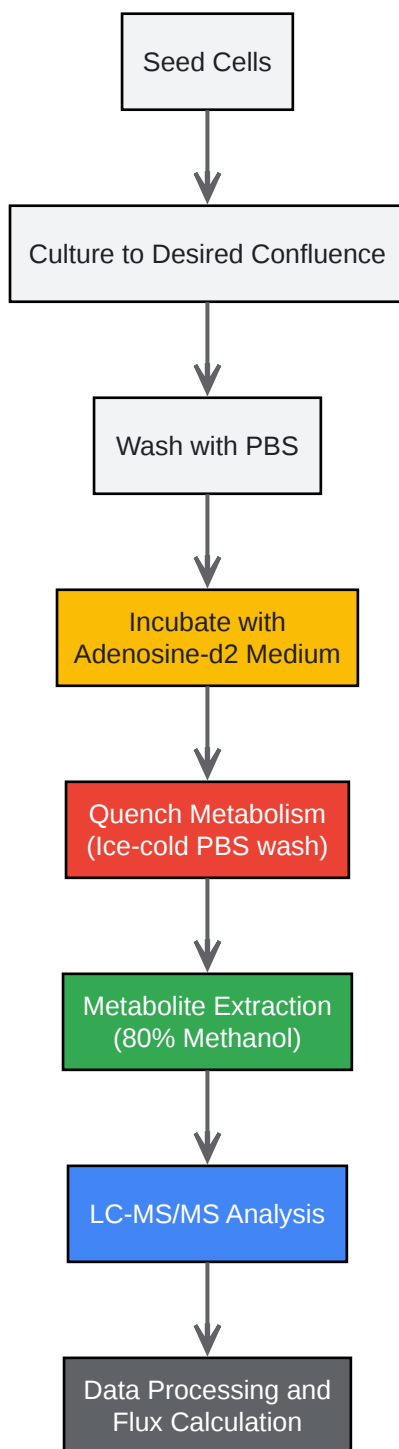 Seed Cells
Culture to Desired Confluence
Wash with PBS
Incubate with
Adenosine-d2 Medium
Quench Metabolism
(Ice-cold PBS wash)
Metabolite Extraction
(80% Methanol)
LC-MS/MS Analysis
Data Processing and
Flux Calculation